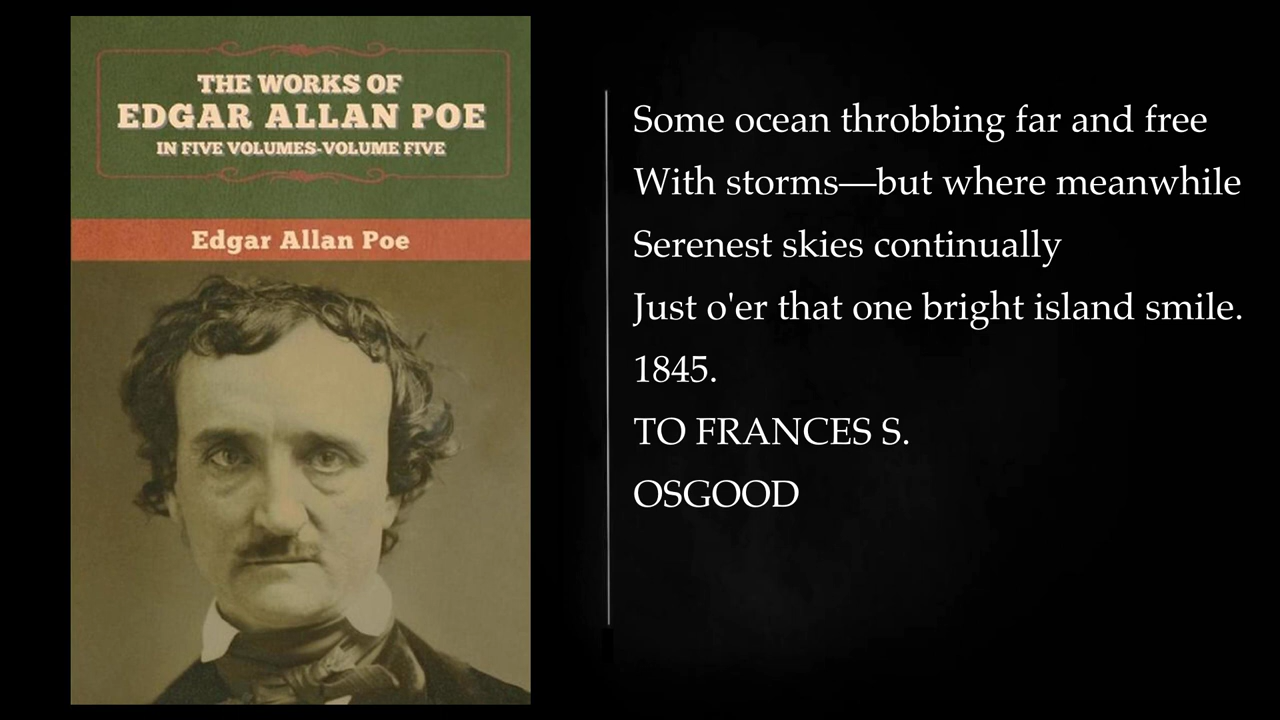 THE WORKS OF
EDGAR ALLAN POE
IN FIVE VOLUMES-VOLUME FIVE
Edgar Allan Poe
Some ocean throbbing far and free
With storms—but where meanwhile
Serenest skies continually
Just o'er that one bright island smile.
1845.
TO FRANCES S.
OSGOOD